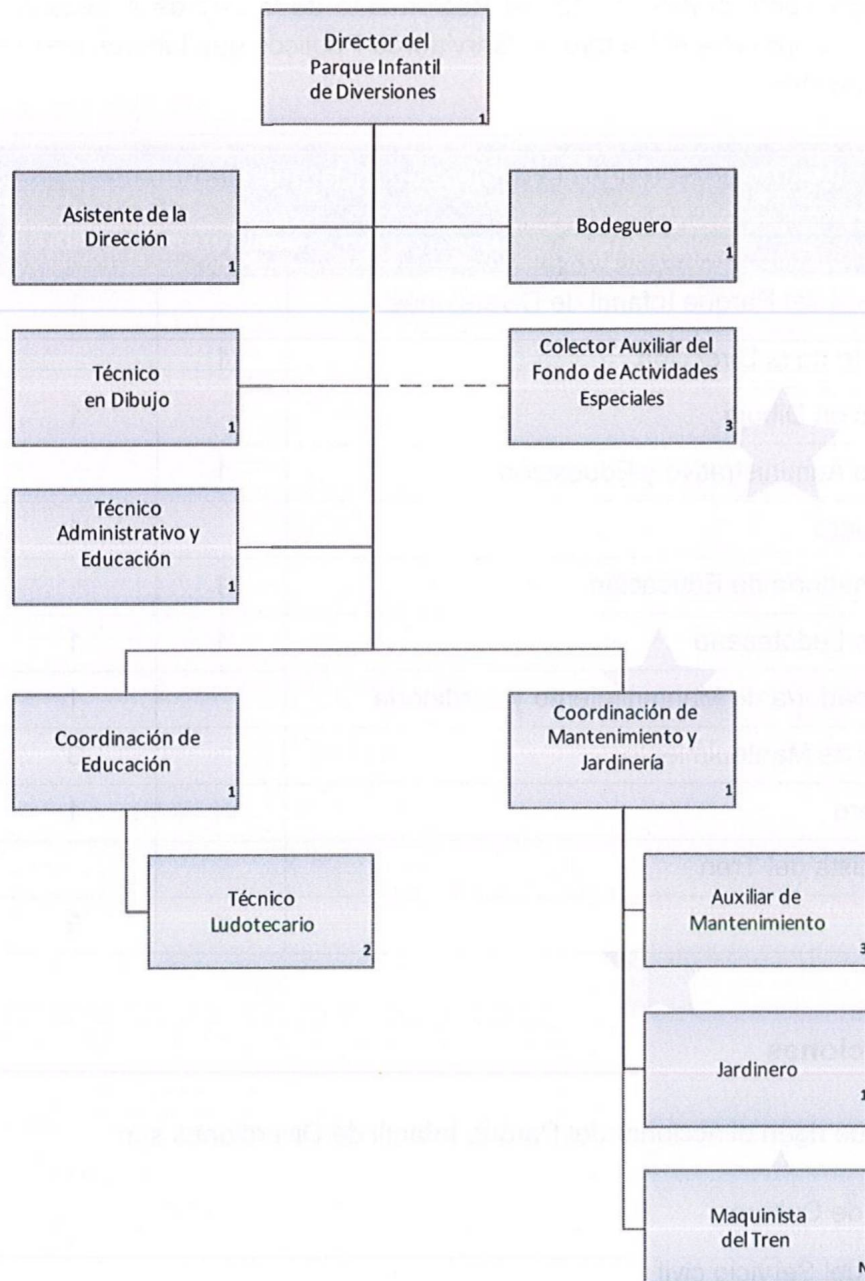 Director del
Parque Infantil
de Diversiones
1
Asistente de la
Dirección
1
Bodeguero
1
Técnico
en Dibujo
1
Colector Auxiliar del
Fondo de Actividades
Especiales
3
Técnico
Administrativo y
Educación
1
Coordinación de
Educación
1
Coordinación de
Mantenimiento y
Jardinería
1
Técnico
Ludotecario
2
Auxiliar de
Mantenimiento
3
Jardinero
1
Maquinista
del Tren